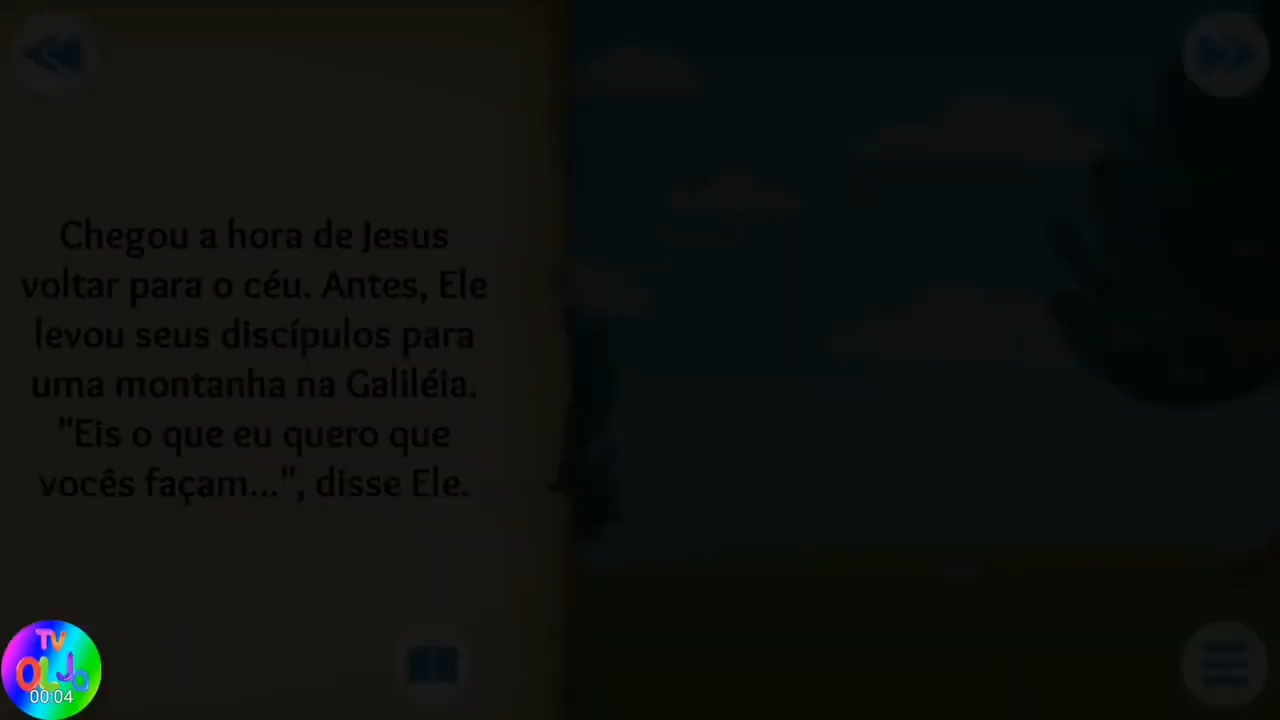 Chegou a hora de Jesus
voltar para o céu. Antes, Ele
levou seus discípulos para
uma montanha na Galiléia.
"Eis o que eu quero que
vocês façam...", disse Ele.
TV
OLJO
00:04